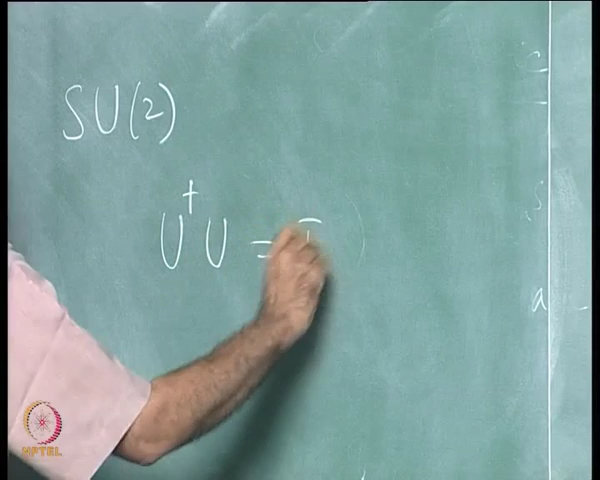 SU(2)
U† U = I
NPTEL